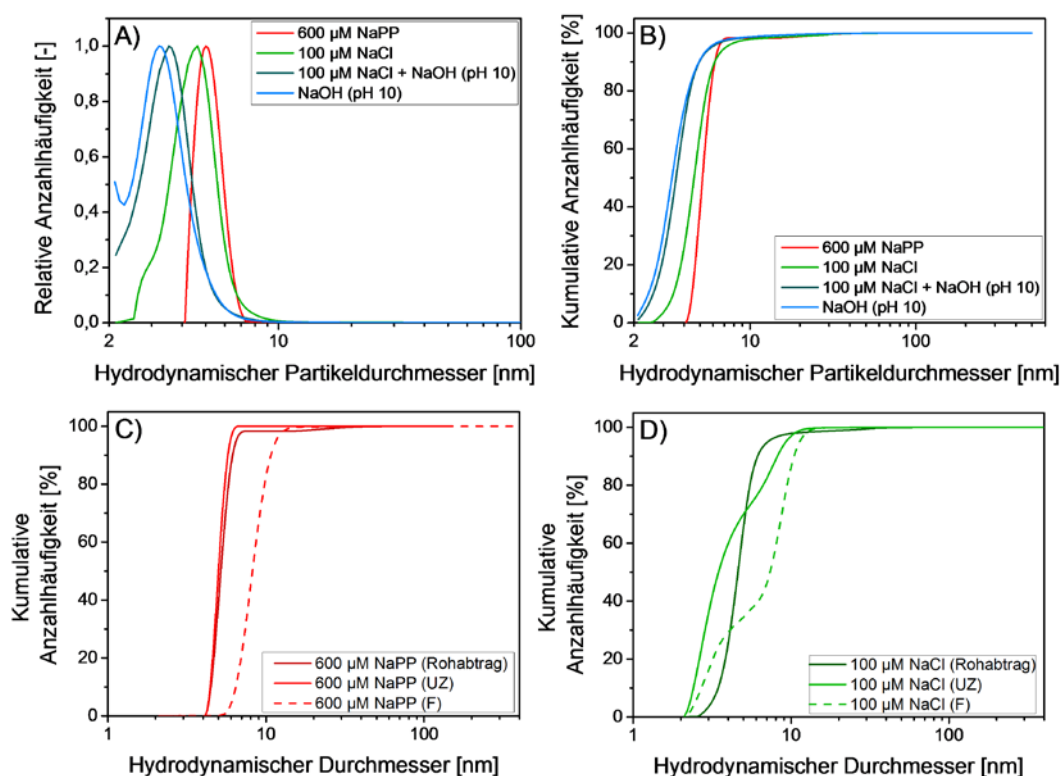 A)
Relative Anzahlhäufigkeit [-]
1,0
0,8
0,6
0,4
0,2
0,0
600 µM NaPP
100 µM NaCl
100 µM NaCl + NaOH (pH 10)
NaOH (pH 10)
2
10
100
Hydrodynamischer Partikeldurchmesser [nm]
B)
Kumulative Anzahlhäufigkeit [%]
100
80
60
40
20
0
600 µM NaPP
100 µM NaCl
100 µM NaCl + NaOH (pH 10)
NaOH (pH 10)
2
10
100
Hydrodynamischer Partikeldurchmesser [nm]
C)
Kumulative
Anzahlhäufigkeit [%]
100
80
60
40
20
0
600 µM NaPP (Rohabtrag)
600 µM NaPP (UZ)
600 µM NaPP (F)
1
10
100
Hydrodynamischer Durchmesser [nm]
D)
Kumulative
Anzahlhäufigkeit [%]
100
80
60
40
20
0
100 µM NaCl (Rohabtrag)
100 µM NaCl (UZ)
100 µM NaCl (F)
1
10
100
Hydrodynamischer Durchmesser [nm]